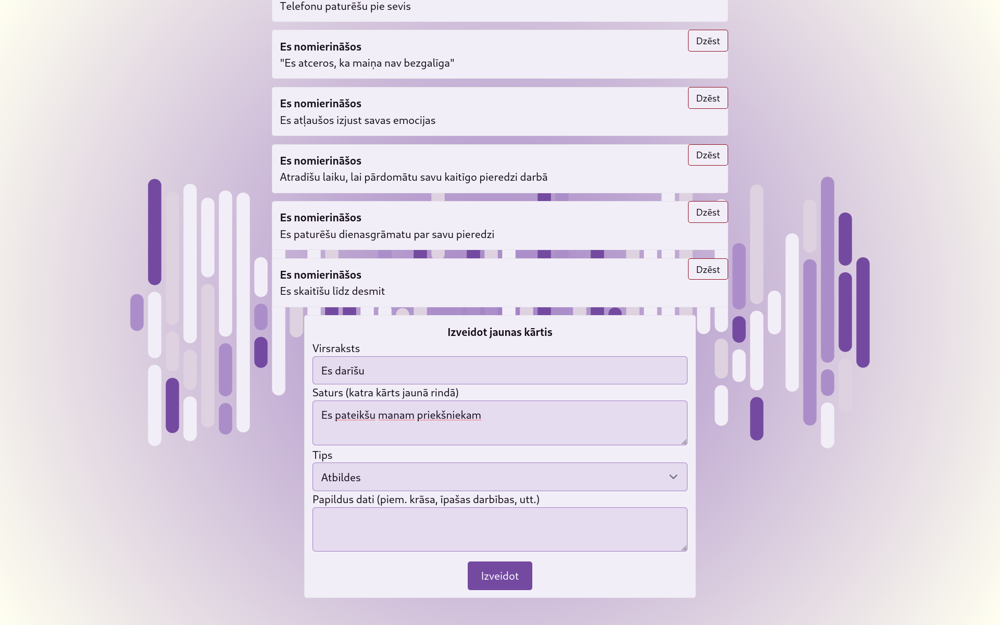 Telefonu paturēšu pie sevis
Es nomierināšos
Dzēst
"Es atceros, ka maiņa nav bezgalīga"
Es nomierināšos
Dzēst
Es atļaušos izjust savas emocijas
Es nomierināšos
Dzēst
Atradīšu laiku, lai pārdomātu savu kaitīgo pieredzi darbā
Es nomierināšos
Dzēst
Es paturēšu dienasgrāmatu par savu pieredzi
Es nomierināšos
Dzēst
Es skaitīšu līdz desmit
Izveidot jaunas kārtis
Virsraksts
Es darīšu
Saturs (katra kārts jaunā rindā)
Es pateikšu manam priekšniekam
Tips
Atbildes
Papildus dati (piem. krāsa, īpašas darbības, utt.)
Izveidot